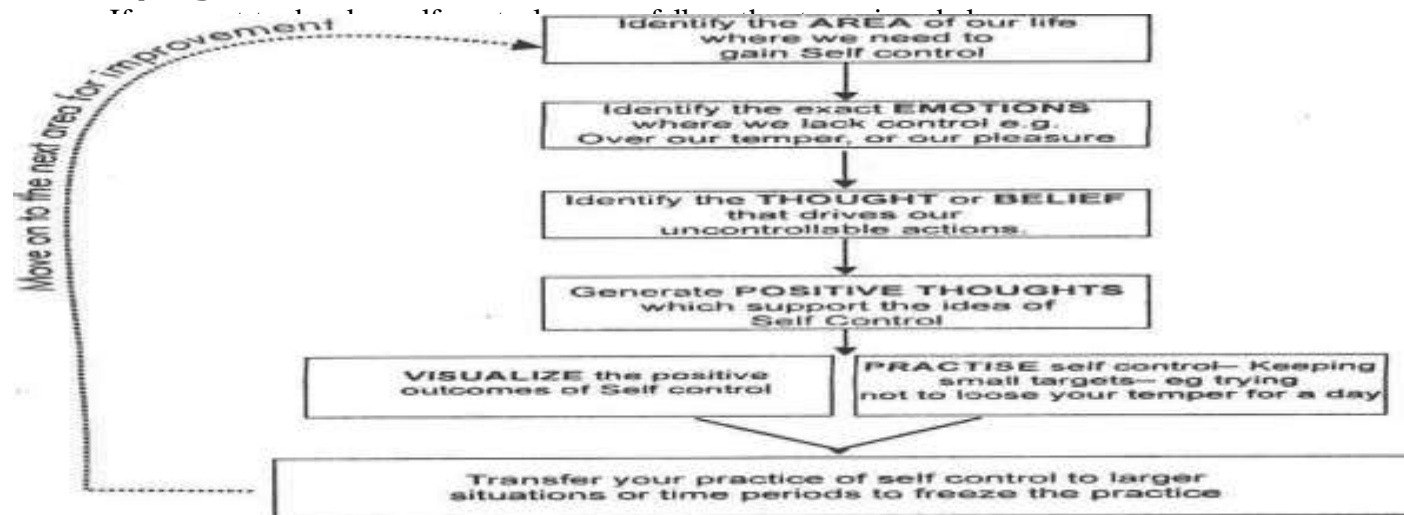 Identify the AREA of our life
where we need to
gain Self control
Identify the exact EMOTIONS
where we lack control e.g.
Over our temper, or our pleasure
Identify the THOUGHT or BELIEF
that drives our
uncontrollable actions.
Generate POSITIVE THOUGHTS
which support the idea of
Self Control
VISUALIZE the positive
outcomes of Self control
PRACTISE self control– Keeping
small targets– eg trying
not to loose your temper for a day
Transfer your practice of self control to larger
situations or time periods to freeze the practice
Move on to the next area for improvement